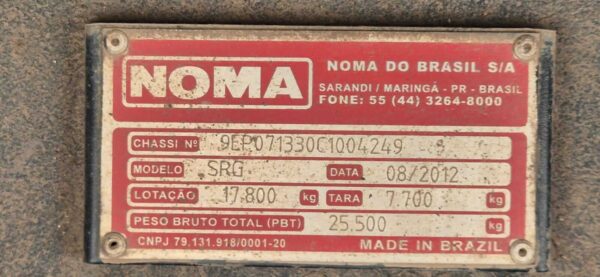 NOMA
NOMA DO BRASIL S/A
SARANDI / MARINGÁ - PR - BRASIL
FONE: 55 (44) 3264-8000
CHASSI Nº 9EP071330C1004249
MODELO SRG DATA 08/2012
LOTAÇÃO 17.800 kg TARA 7.700 kg
PESO BRUTO TOTAL (PBT) 25.500 kg
CNPJ 79.131.918/0001-20 MADE IN BRAZIL